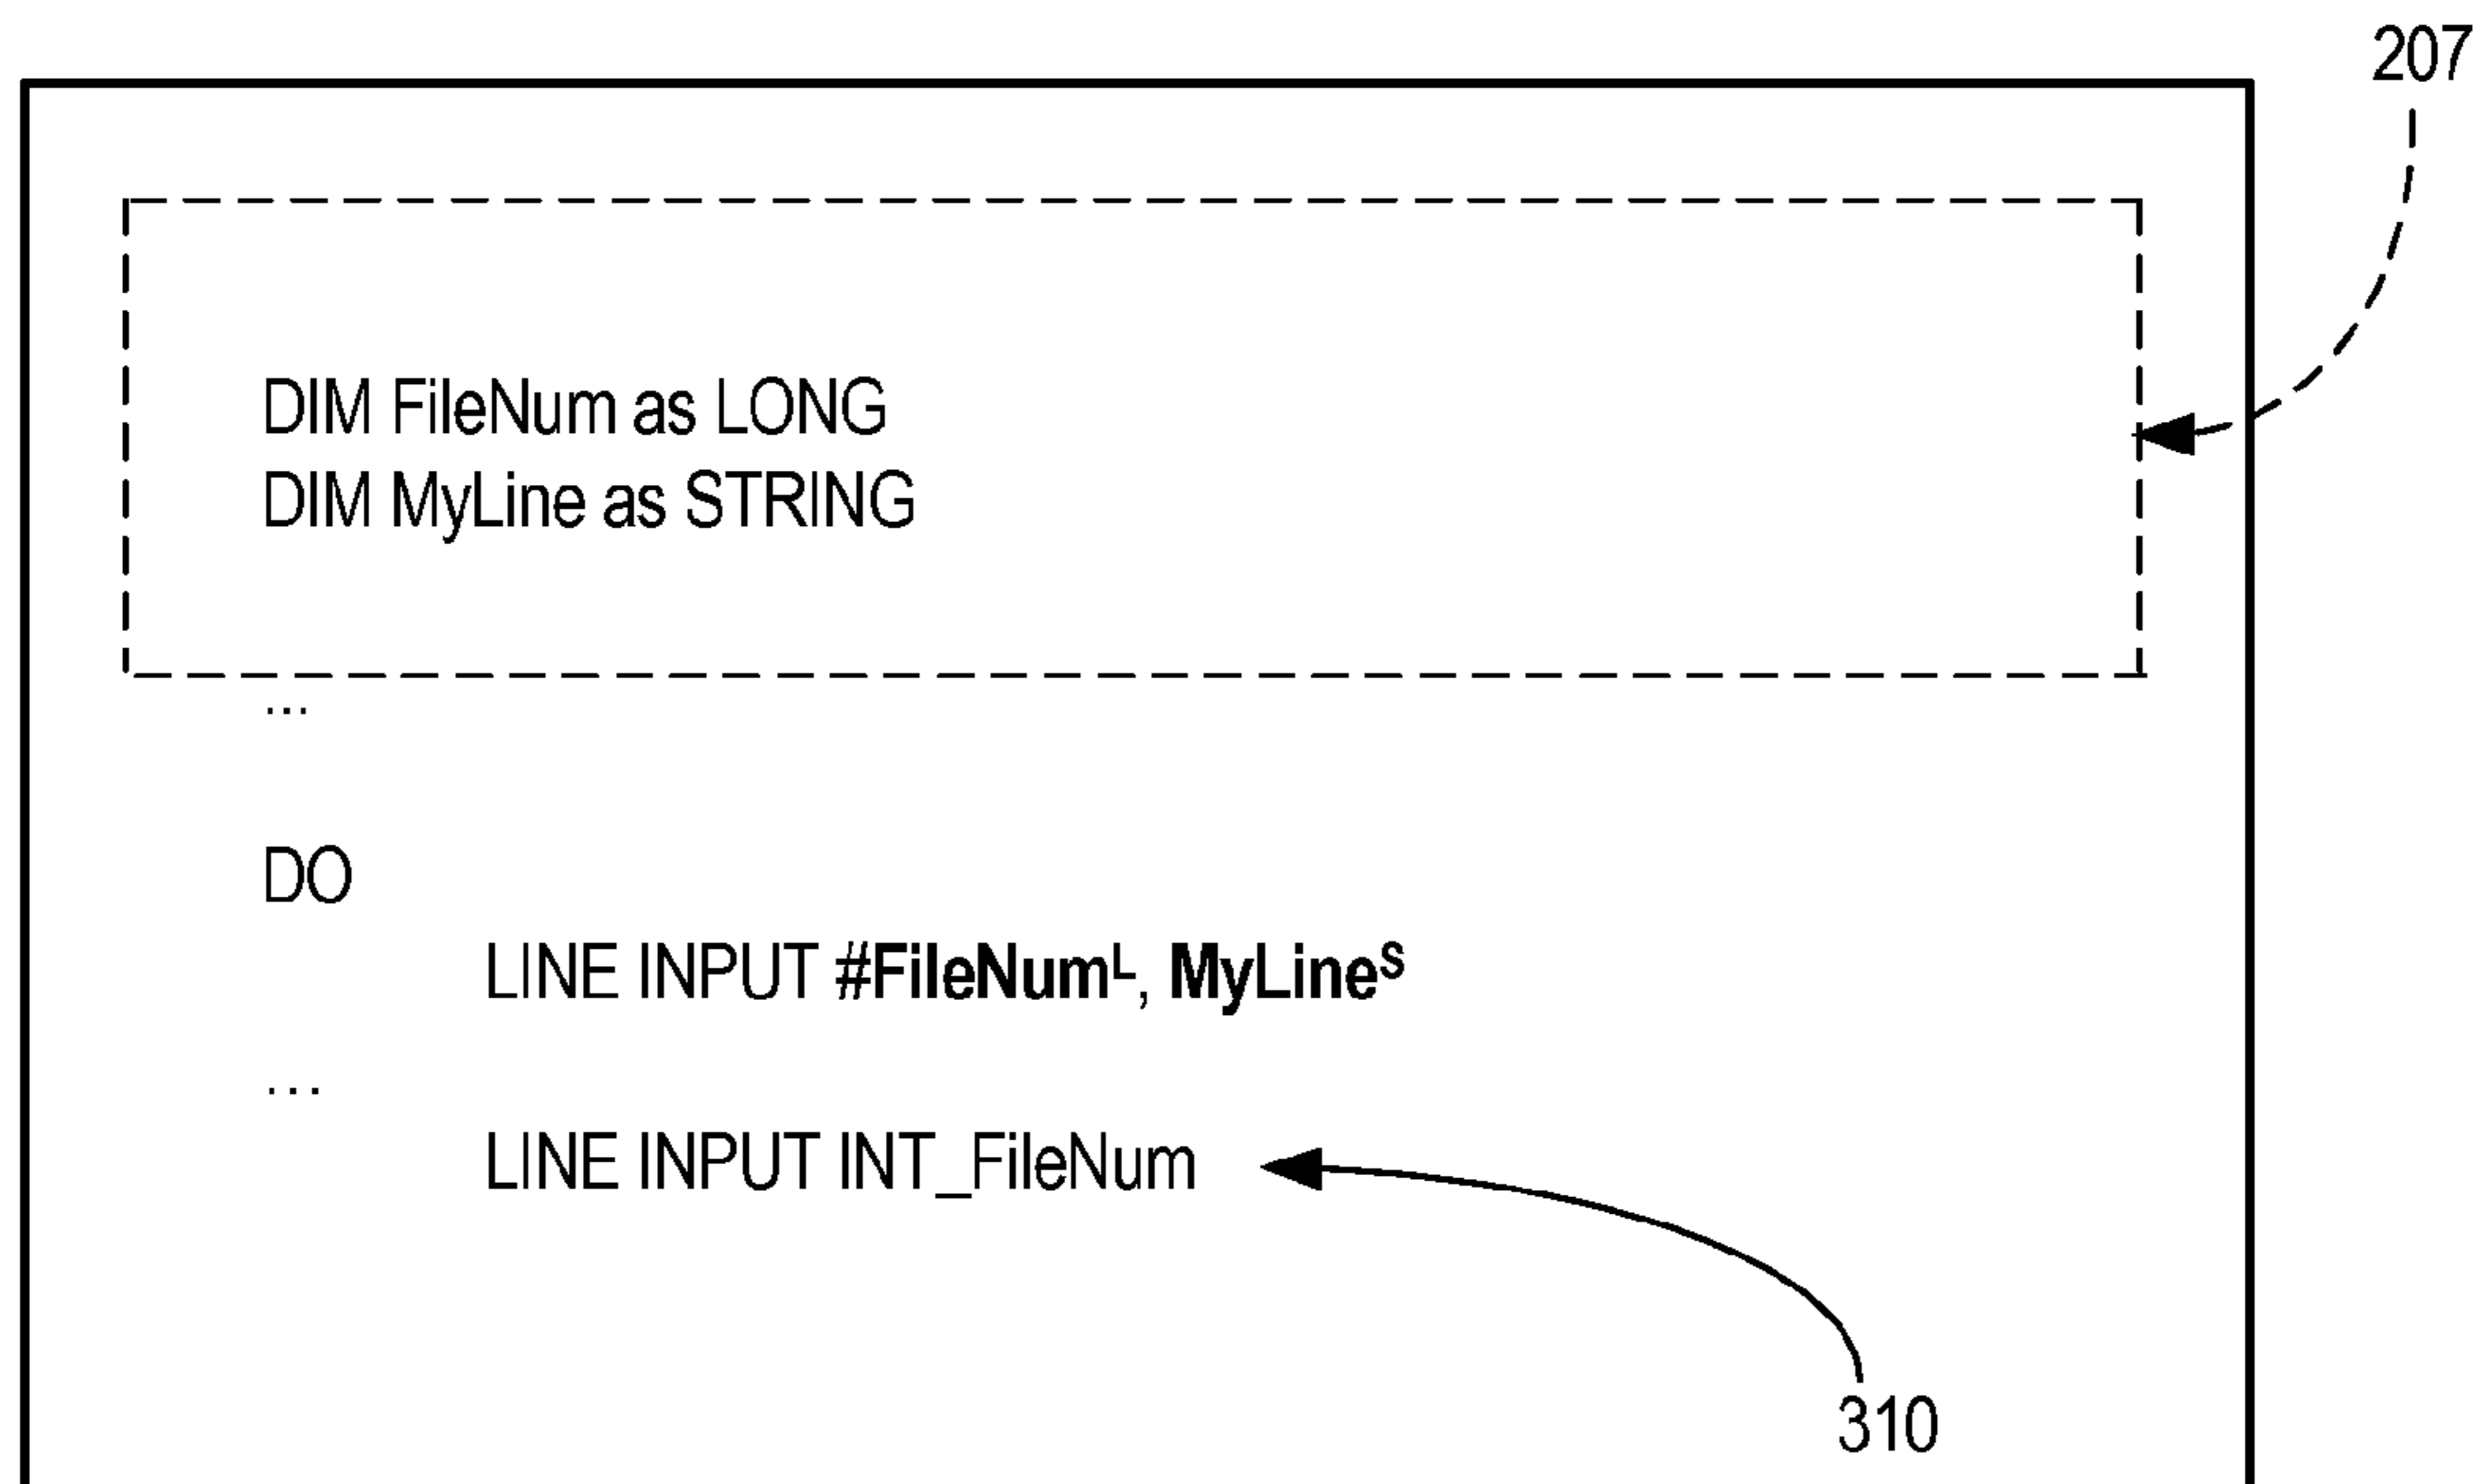 207
DIM FileNum as LONG
DIM MyLine as STRING
...
DO
LINE INPUT #FileNumᴸ, MyLineˢ
...
LINE INPUT INT_FileNum
310